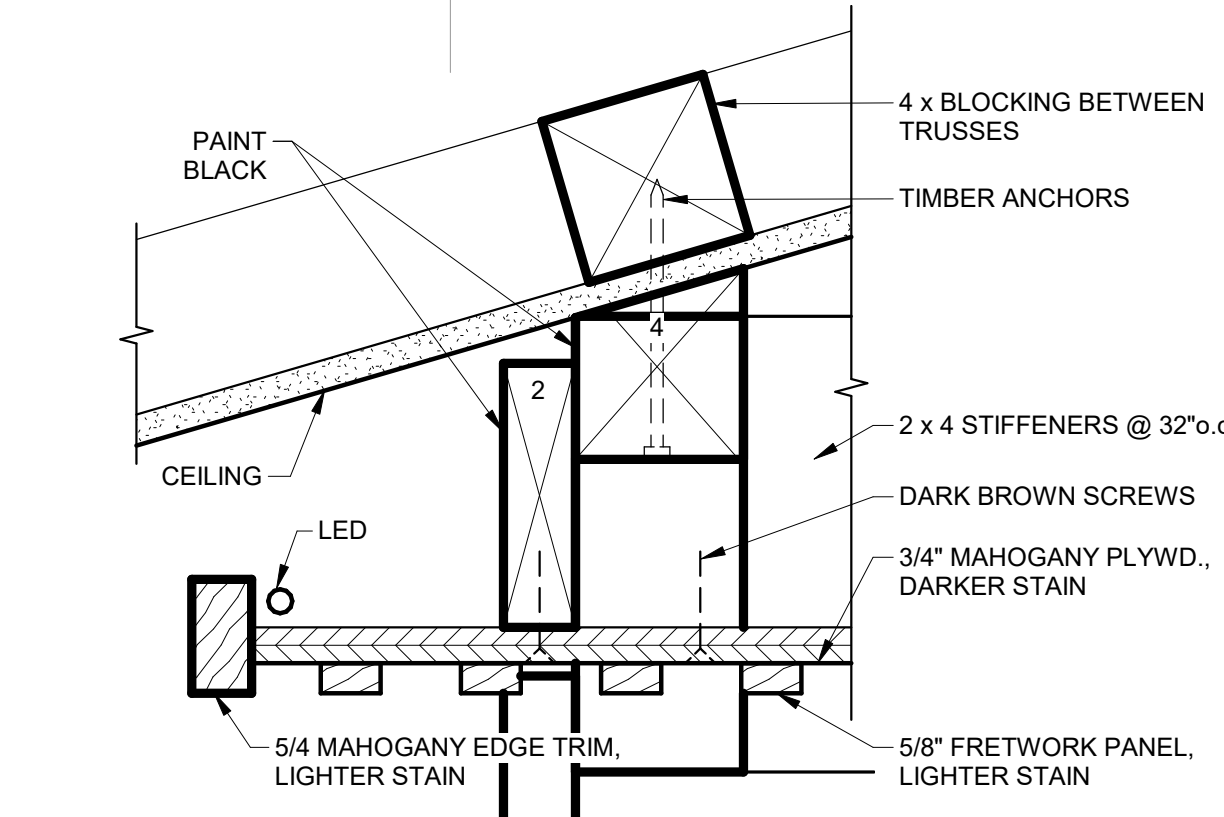 4 x BLOCKING BETWEEN
TRUSSES
PAINT
BLACK
TIMBER ANCHORS
4
2
2 x 4 STIFFENERS @ 32"o.c
CEILING
DARK BROWN SCREWS
LED
3/4" MAHOGANY PLYWD.,
DARKER STAIN
5/4 MAHOGANY EDGE TRIM,
LIGHTER STAIN
5/8" FRETWORK PANEL,
LIGHTER STAIN